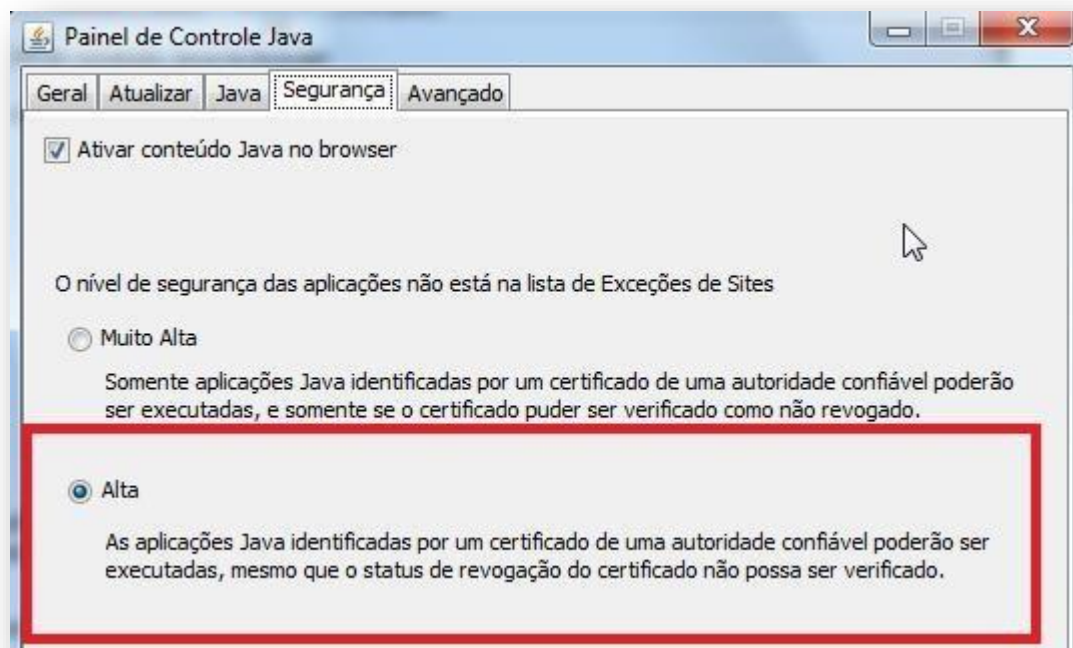 Painel de Controle Java
Geral Atualizar Java Segurança Avançado
Ativar conteúdo Java no browser
O nível de segurança das aplicações não está na lista de Exceções de Sites
Muito Alta
Somente aplicações Java identificadas por um certificado de uma autoridade confiável poderão
ser executadas, e somente se o certificado puder ser verificado como não revogado.
Alta
As aplicações Java identificadas por um certificado de uma autoridade confiável poderão ser
executadas, mesmo que o status de revogação do certificado não possa ser verificado.